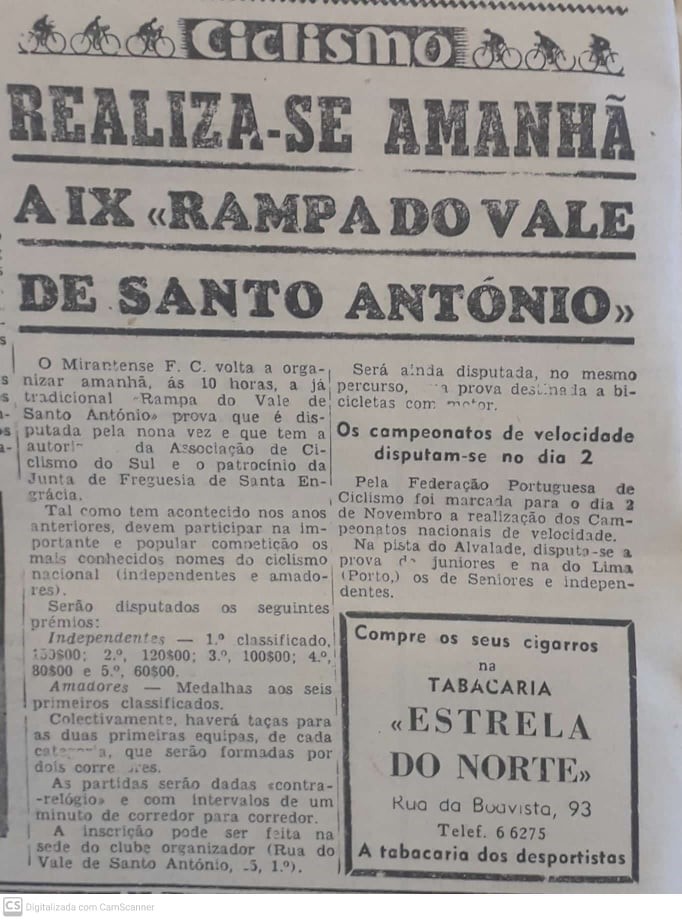 Ciclismo
REALIZA-SE AMANHÃ
A IX «RAMPA DO VALE
DE SANTO ANTÓNIO»
O Mirantense F. C. volta a orga-
nizar amanhã, ás 10 horas, a já
tradicional «Rampa do Vale de
Santo António» prova que é dis-
putada pela nona vez e que tem a
da Associação de Ci-
clismo do Sul e o patrocínio da
Junta de Freguesia de Santa En-
grácia.
Tal como tem acontecido nos anos
anteriores, devem participar na im-
portante e popular competição os
mais conhecidos nomes do ciclismo
nacional (independentes e amado-
res).
Serão disputados os seguintes
prémios:
Independentes — 1.º classificado,
2.º, 120$00; 3.º, 100$00; 4.º,
80$00 e 5.º, 60$00.
Amadores — Medalhas aos seis
primeiros classificados.
Colectivamente, haverá taças para
as duas primeiras equipas, de cada
que serão formadas por
dois
As partidas serão dadas «contra-
-relógio» e com intervalos de um
minuto de corredor para corredor.
A inscrição pode ser feita na
sede do clube organizador (Rua do
Vale de Santo António, 1.º).
Será ainda disputada, no mesmo
percurso, prova destinada a bi-
cicletas com motor.
Os campeonatos de velocidade
disputam-se no dia 2
Pela Federação Portuguesa de
Ciclismo foi marcada para o dia 2
de Novembro a realização dos Cam-
peonatos nacionais de velocidade.
Na pista do Alvalade, disputa-se a
prova de juniores e na do Lima
(Porto,) os de Seniores e indepen-
dentes.
Compre os seus cigarros
na
TABACARIA
«ESTRELA
DO NORTE»
Rua da Boavista, 93
Telef. 6 6275
A tabacaria dos desportistas
CS Digitalizada com CamScanner